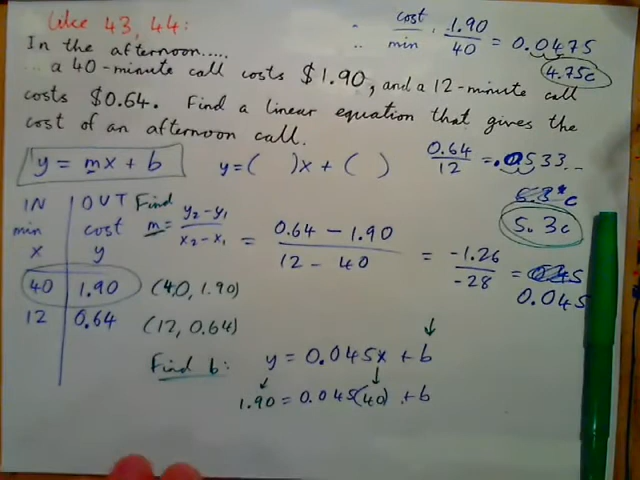 Like 43, 44:
cost/min : 1.90/40 = 0.0475
4.75c
In the afternoon.....
... a 40-minute call costs $1.90, and a 12-minute call
costs $0.64. Find a linear equation that gives the
cost of an afternoon call.
y = mx + b
y = ( )x + ( )
0.64/12 = .0533...
5.3c
IN | OUT
min | cost
x | y
40 | 1.90
12 | 0.64
(40, 1.90)
(12, 0.64)
Find
m = y₂-y₁/x₂-x₁ = 0.64 - 1.90/12 - 40 = -1.26/-28 =
0.045
Find b:
y = 0.045x + b
1.90 = 0.045(40) + b